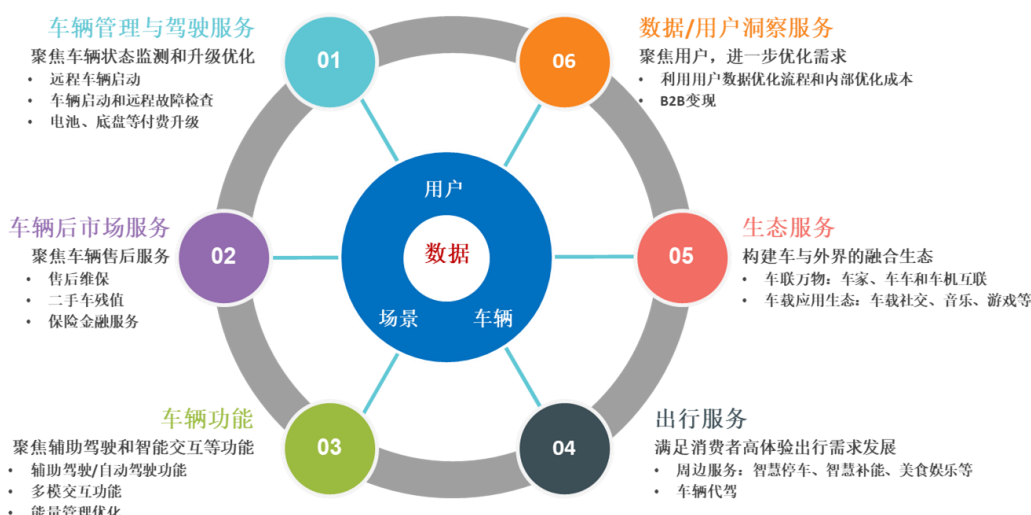 车辆管理与驾驶服务
聚焦车辆状态监测和升级优化
• 远程车辆启动
• 车辆启动和远程故障检查
• 电池、底盘等付费升级
01
06
数据/用户洞察服务
聚焦用户，进一步优化需求
• 利用用户数据优化流程和内部优化成本
• B2B变现
车辆后市场服务
聚焦车辆售后服务
• 售后维保
• 二手车残值
• 保险金融服务
02
用户
数据
场景
车辆
05
生态服务
构建车与外界的融合生态
• 车联万物：车家、车车和车机互联
• 车载应用生态：车载社交、音乐、游戏等
车辆功能
聚焦辅助驾驶和智能交互等功能
• 辅助驾驶/自动驾驶功能
• 多模交互功能
• 能量管理优化
03
04
出行服务
满足消费者高体验出行需求发展
• 周边服务：智慧停车、智慧补能、美食娱乐等
• 车辆代驾